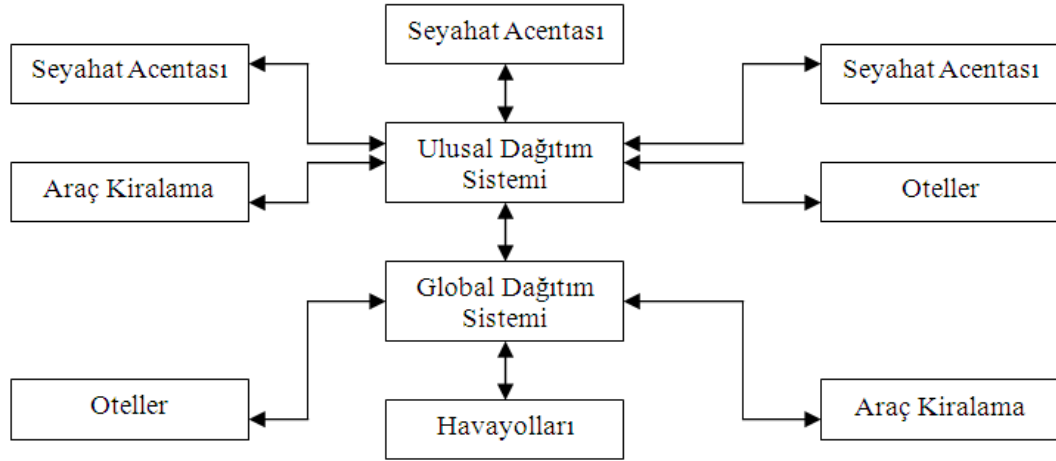 Seyahat Acentası
Seyahat Acentası
Seyahat Acentası
Ulusal Dağıtım
Sistemi
Araç Kiralama
Oteller
Global Dağıtım
Sistemi
Oteller
Havayolları
Araç Kiralama